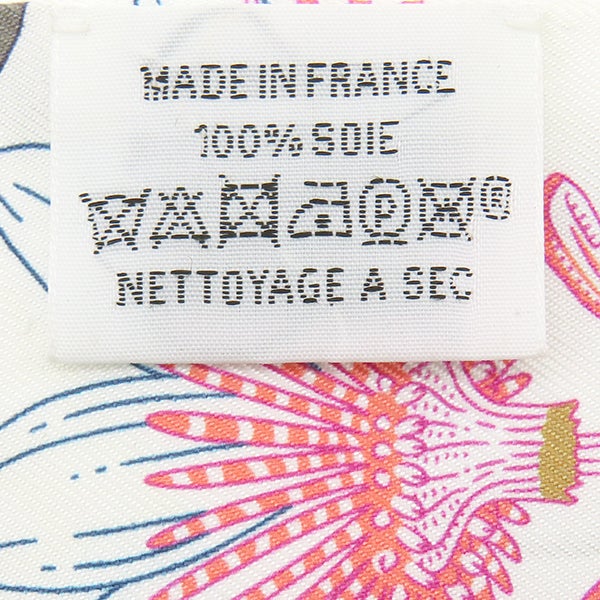 MADE IN FRANCE
100% SOIE
P ®
NETTOYAGE A SEC